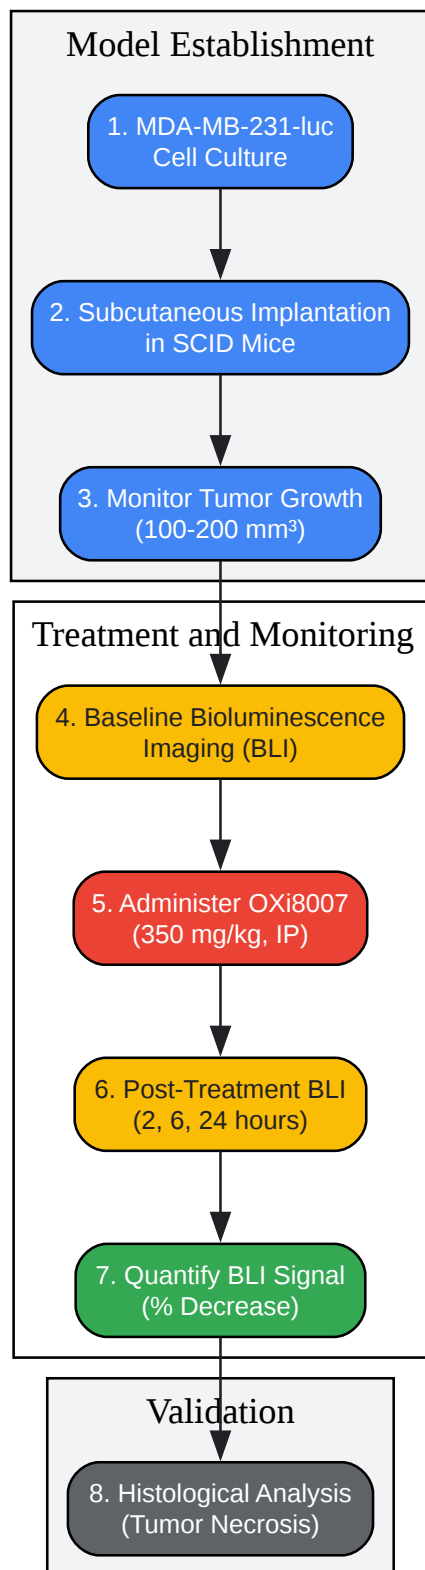 Model Establishment
1. MDA-MB-231-luc
Cell Culture
2. Subcutaneous Implantation
in SCID Mice
3. Monitor Tumor Growth
(100-200 mm³)
Treatment and Monitoring
4. Baseline Bioluminescence
Imaging (BLI)
5. Administer OXi8007
(350 mg/kg, IP)
6. Post-Treatment BLI
(2, 6, 24 hours)
7. Quantify BLI Signal
(% Decrease)
Validation
8. Histological Analysis
(Tumor Necrosis)